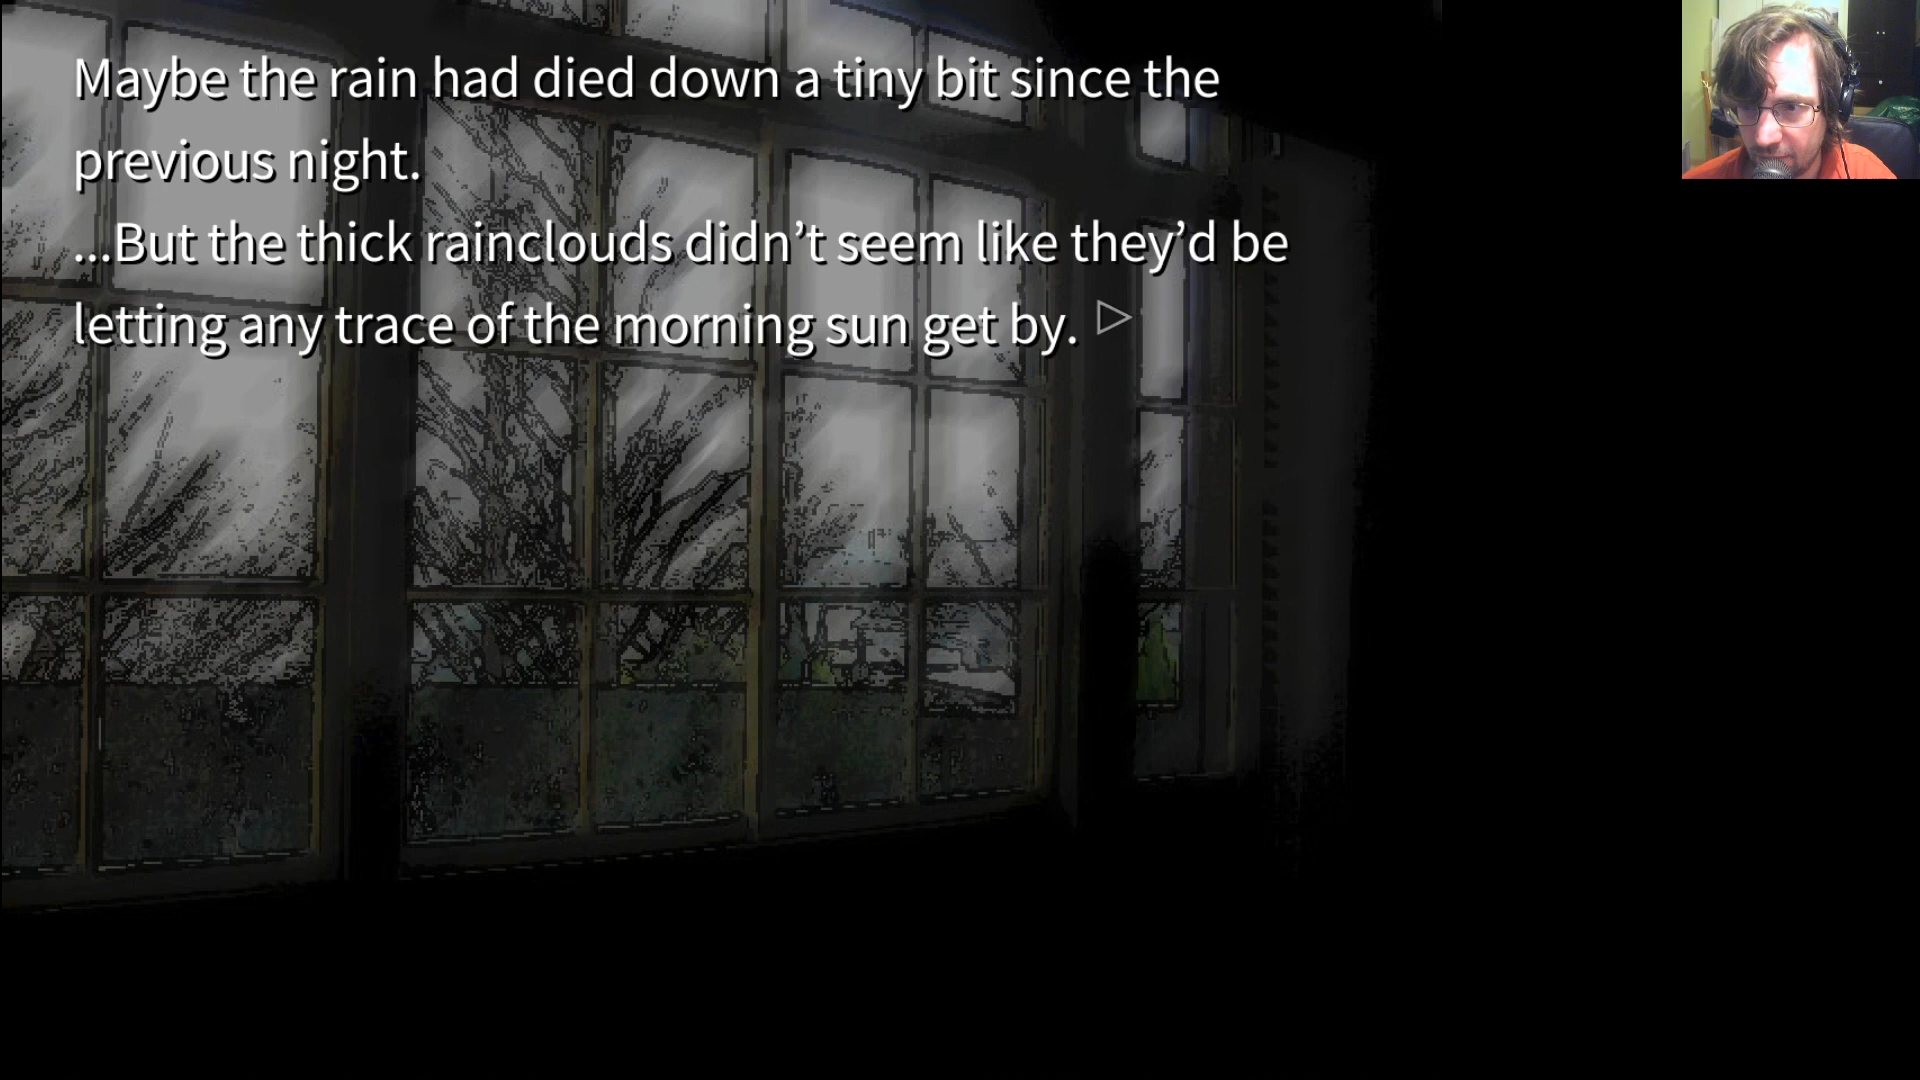 Maybe the rain had died down a tiny bit since the
previous night.
...But the thick rainclouds didn’t seem like they’d be
letting any trace of the morning sun get by.